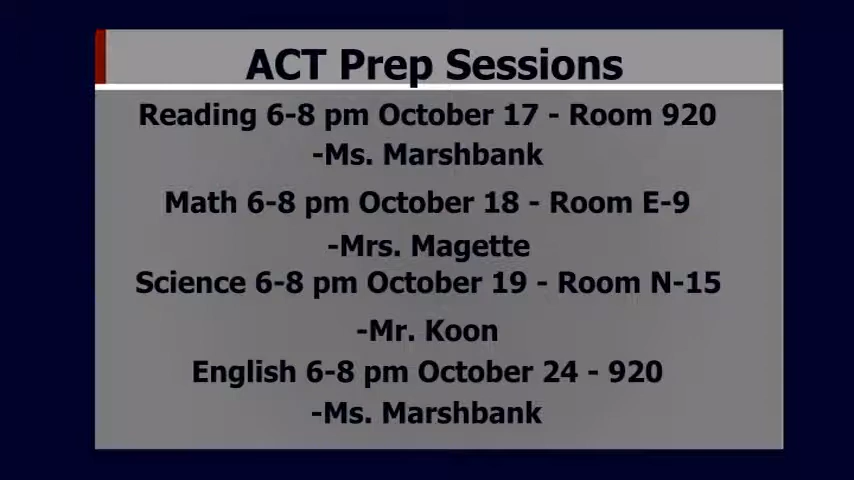 ACT Prep Sessions
Reading 6-8 pm October 17 - Room 920
-Ms. Marshbank
Math 6-8 pm October 18 - Room E-9
-Mrs. Magette
Science 6-8 pm October 19 - Room N-15
-Mr. Koon
English 6-8 pm October 24 - 920
-Ms. Marshbank